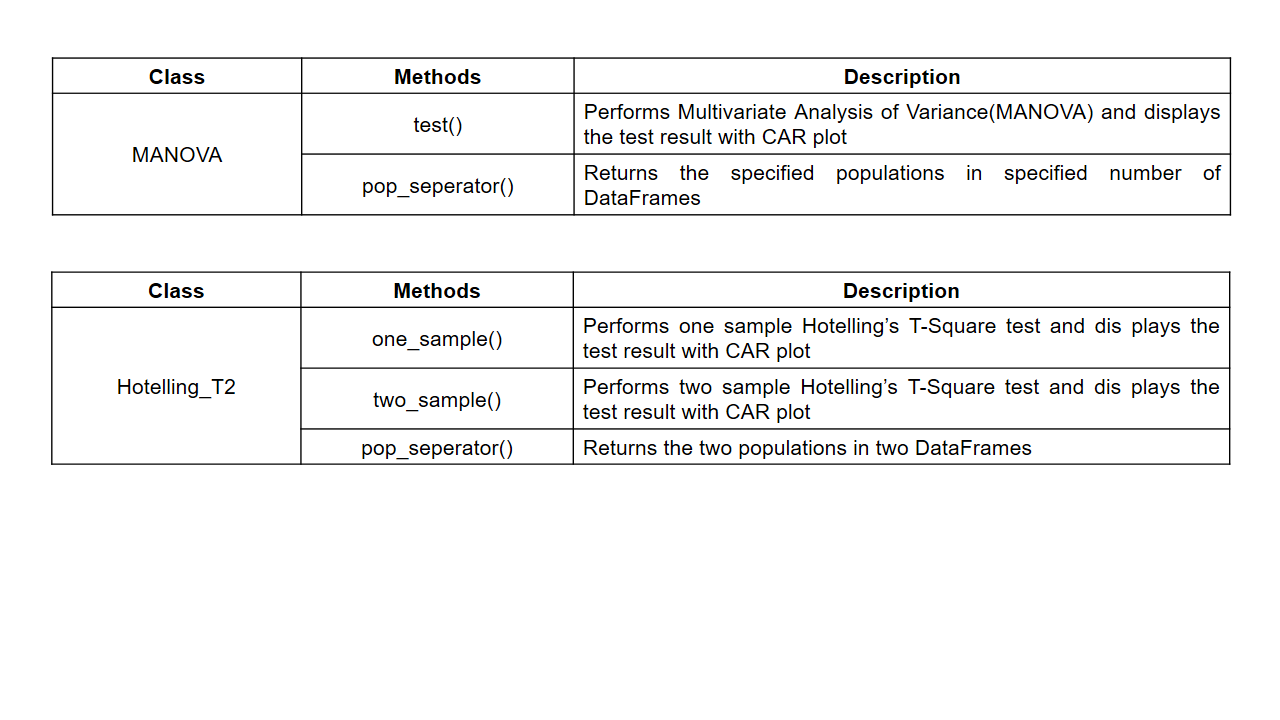 Class Methods Description
MANOVA
test()
Performs Multivariate Analysis of Variance(MANOVA) and displays
the test result with CAR plot
pop_seperator()
Returns the specified populations in specified number of
DataFrames
Class Methods Description
Hotelling_T2
one_sample()
Performs one sample Hotelling’s T-Square test and dis plays the
test result with CAR plot
two_sample()
Performs two sample Hotelling’s T-Square test and dis plays the
test result with CAR plot
pop_seperator()
Returns the two populations in two DataFrames